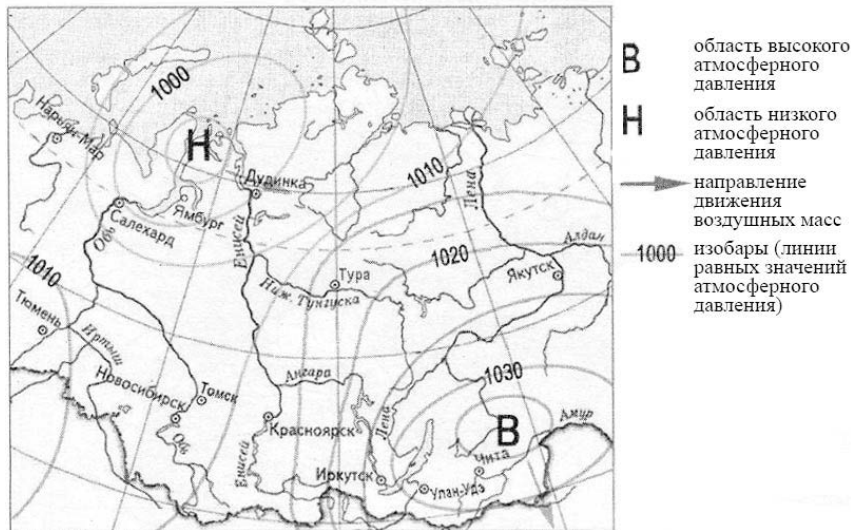 1000
Нарьян-Мар
Н
Дудинка
1010
Лена
Ямбург
Салехард
Обь
Енисей
Алдан
1020
1010
Тура
Якутск
Ниж. Тунгуска
Тюмень
Иртыш
1030
Новосибирск
Томск
Ангара
В
Амур
Красноярск
Лена
Обь
Енисей
Чита
Иркутск
Улан-Удэ
В
область высокого
атмосферного
давления
Н
область низкого
атмосферного
давления
направление
движения
воздушных масс
1000
изобары (линии
равных значений
атмосферного
давления)